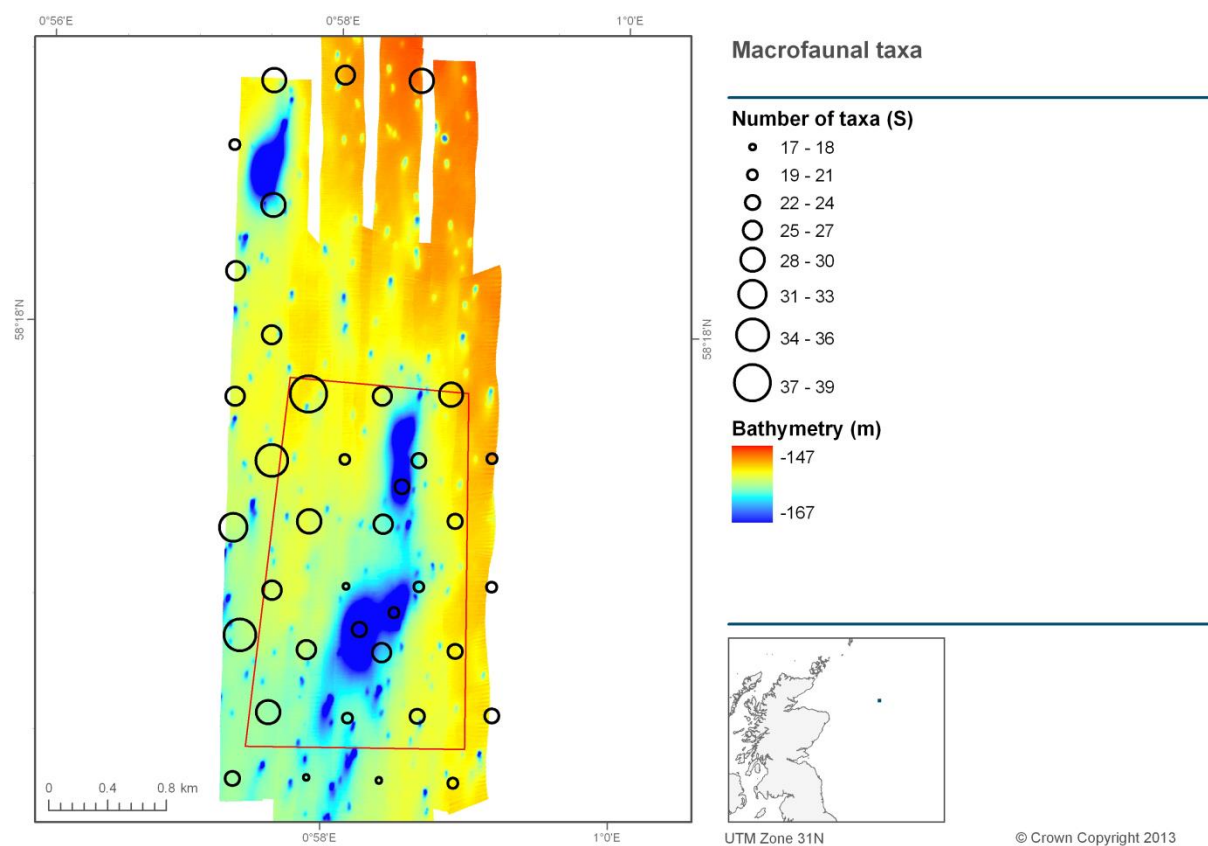 0°56'E
0°58'E
1°0'E
58°18'N
58°18'N
0
0.4
0.8 km
0°58'E
1°0'E
Macrofaunal taxa
Number of taxa (S)
17 - 18
19 - 21
22 - 24
25 - 27
28 - 30
31 - 33
34 - 36
37 - 39
Bathymetry (m)
-147
-167
UTM Zone 31N
© Crown Copyright 2013